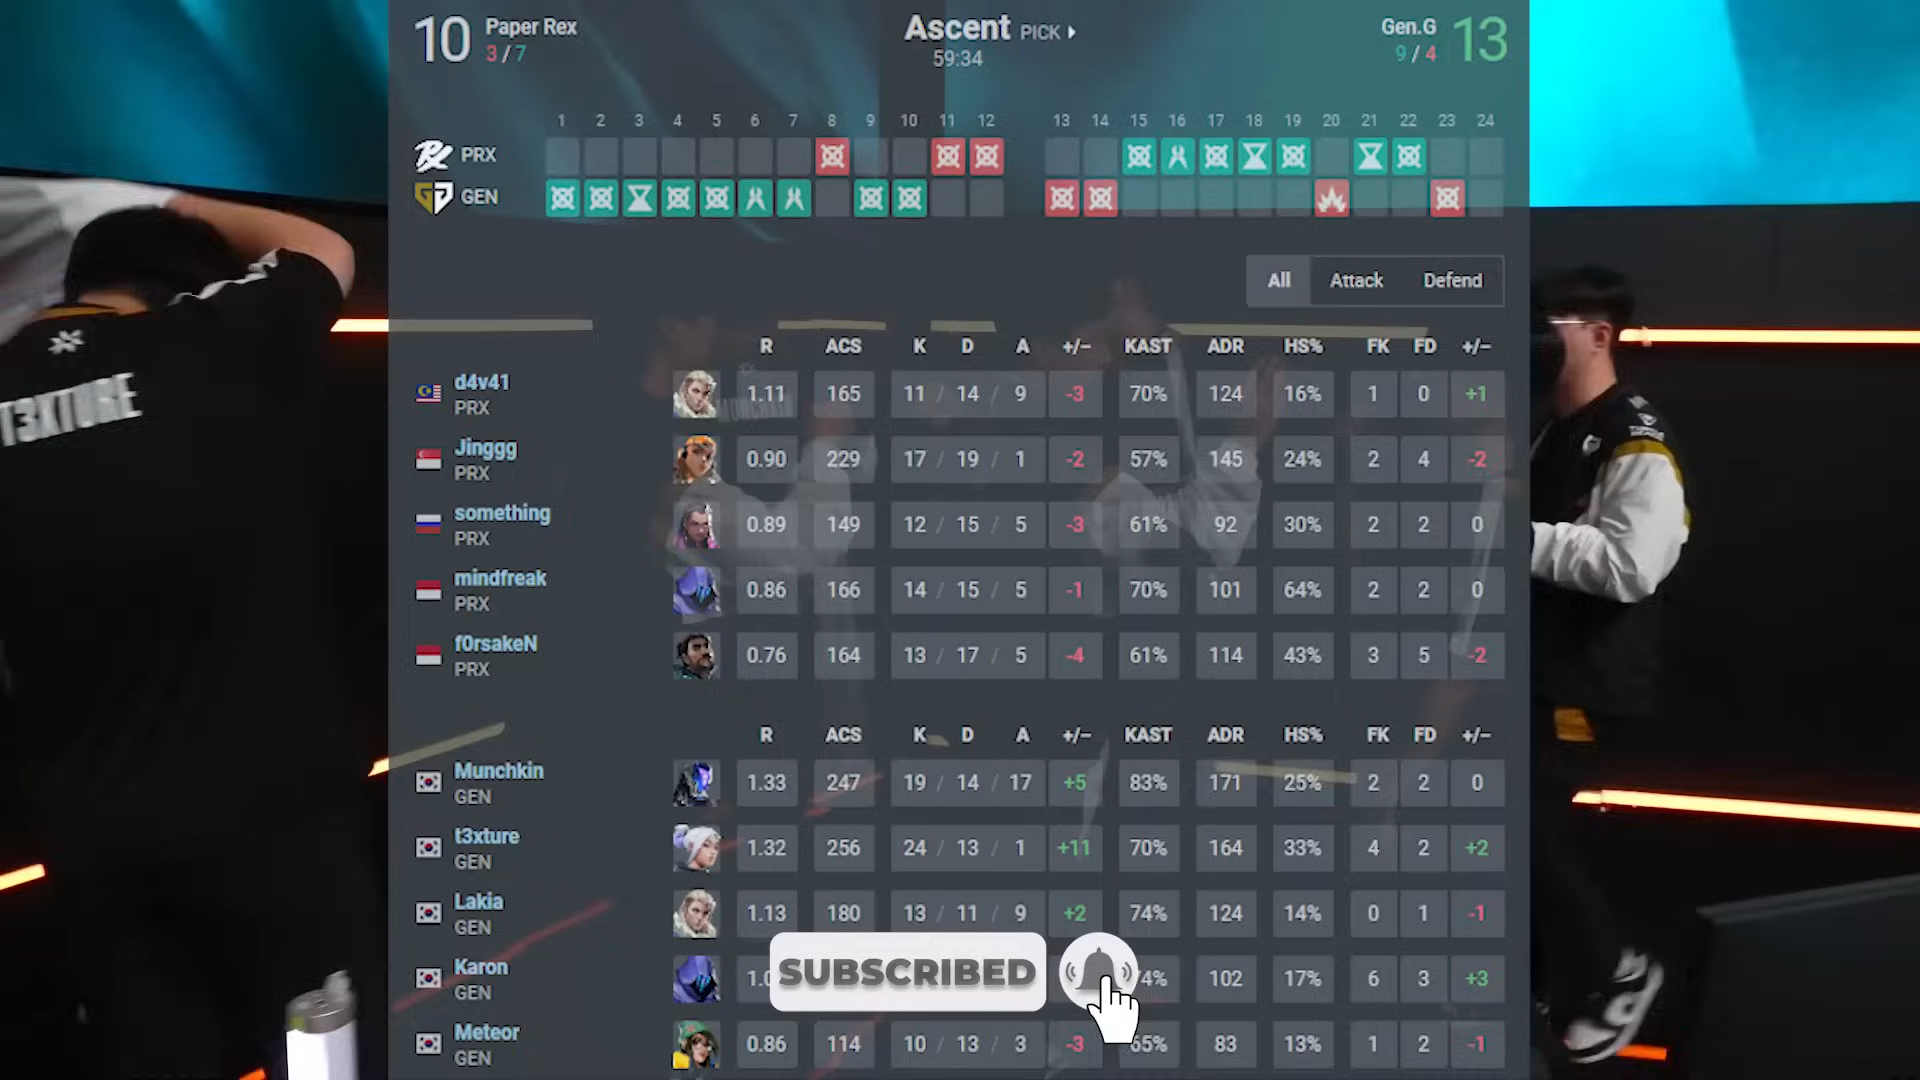 10 Paper Rex 3 / 7
Ascent PICK
59:34
Gen.G 9 / 4 13
1 2 3 4 5 6 7 8 9 10 11 12 13 14 15 16 17 18 19 20 21 22 23 24
PRX
GEN
All Attack Defend
R ACS K D A +/− KAST ADR HS% FK FD +/−
d4v41 PRX 1.11 165 11 / 14 / 9 -3 70% 124 16% 1 0 +1
Jinggg PRX 0.90 229 17 / 19 / 1 -2 57% 145 24% 2 4 -2
something PRX 0.89 149 12 / 15 / 5 -3 61% 92 30% 2 2 0
mindfreak PRX 0.86 166 14 / 15 / 5 -1 70% 101 64% 2 2 0
f0rsakeN PRX 0.76 164 13 / 17 / 5 -4 61% 114 43% 3 5 -2
R ACS K D A +/− KAST ADR HS% FK FD +/−
Munchkin GEN 1.33 247 19 / 14 / 17 +5 83% 171 25% 2 2 0
t3xture GEN 1.32 256 24 / 13 / 1 +11 70% 164 33% 4 2 +2
Lakia GEN 1.13 180 13 / 11 / 9 +2 74% 124 14% 0 1 -1
Karon GEN 102 17% 6 3 +3
SUBSCRIBED
Meteor GEN 0.86 114 10 / 13 / 3 -3 65% 83 13% 1 2 -1
T3XTURE